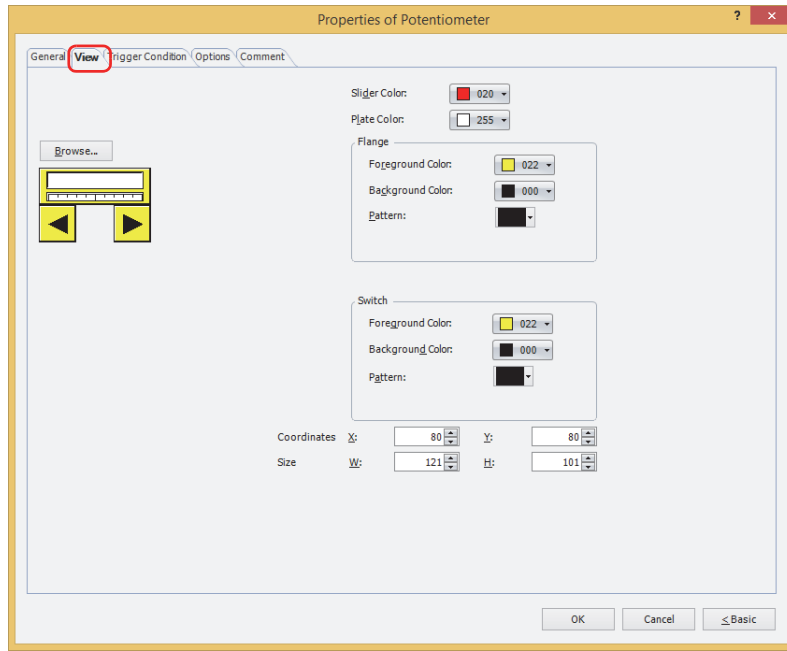 Properties of Potentiometer
?
×
General View Trigger Condition Options Comment
Slider Color: 020
Plate Color: 255
Browse...
Flange
Foreground Color: 022
Background Color: 000
Pattern:
Switch
Foreground Color: 022
Background Color: 000
Pattern:
Coordinates X: 80 Y: 80
Size W: 121 H: 101
OK Cancel < Basic